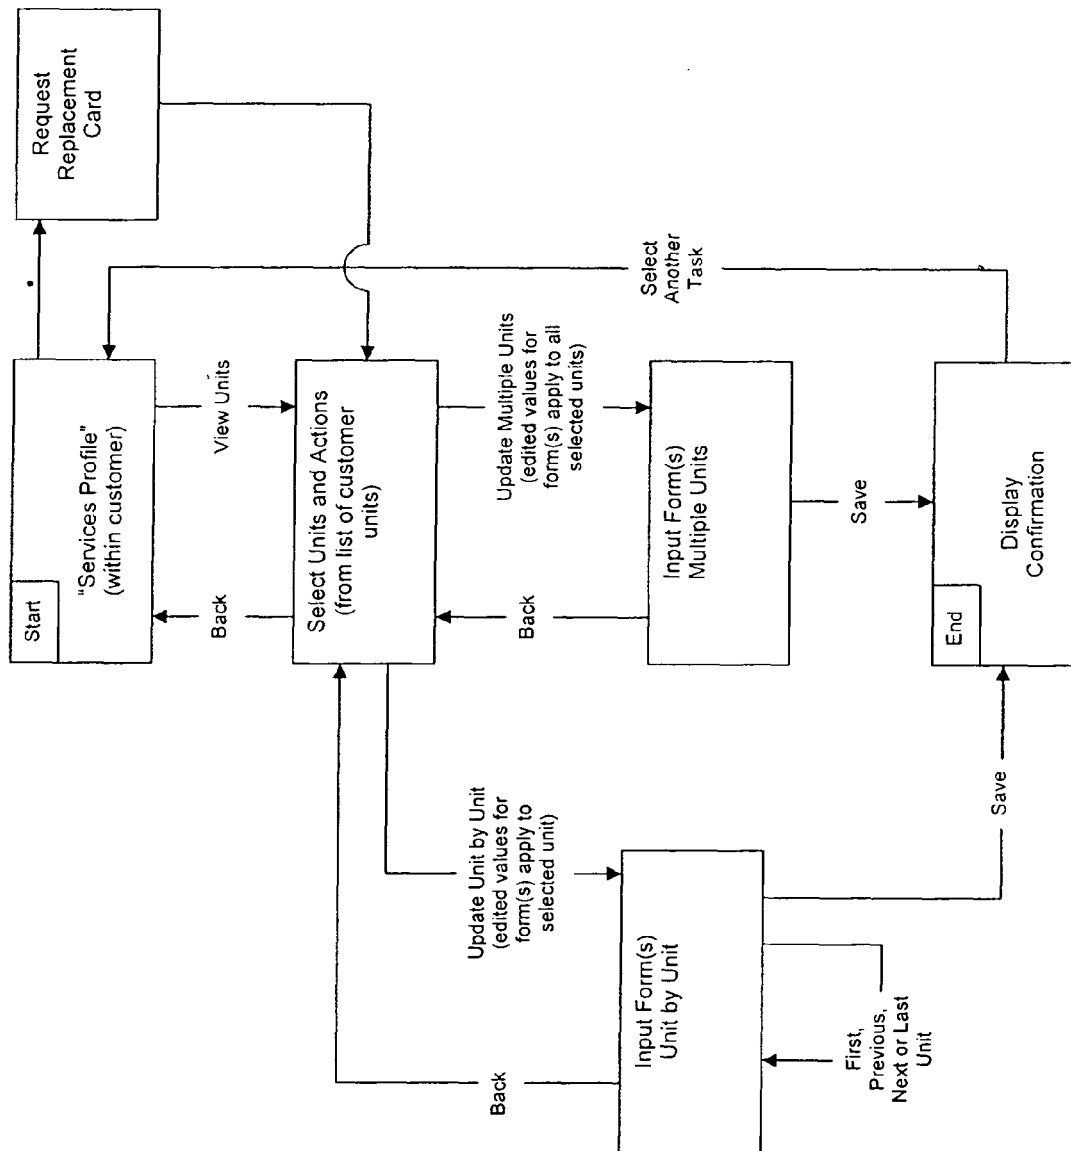 Request
Replacement
Card
Start
"Services Profile"
(within customer)
View Units
Back
Select Units and Actions
(from list of customer
units)
Select
Another
Task
Update Multiple Units
(edited values for
form(s) apply to all
selected units)
Back
Input Form(s)
Multiple Units
Save
End
Display
Confirmation
Update Unit by Unit
(edited values for
form(s) apply to
selected unit)
Back
Input Form(s)
Unit by Unit
First,
Previous,
Next or Last
Unit
Save